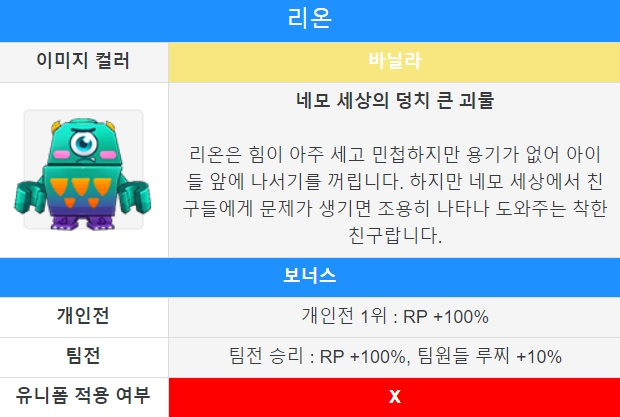 리온
이미지 컬러
바닐라
네모 세상의 덩치 큰 괴물
리온은 힘이 아주 세고 민첩하지만 용기가 없어 아이
들 앞에 나서기를 꺼립니다. 하지만 네모 세상에서 친
구들에게 문제가 생기면 조용히 나타나 도와주는 착한
친구랍니다.
보너스
개인전
개인전 1위 : RP +100%
팀전
팀전 승리 : RP +100%, 팀원들 루찌 +10%
유니폼 적용 여부
X